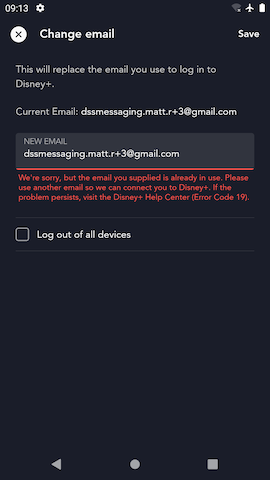 09:13
Change email
Save
This will replace the email you use to log in to
Disney+.
Current Email: dssmessaging.matt.r+3@gmail.com
NEW EMAIL
dssmessaging.matt.r+3@gmail.com
We're sorry, but the email you supplied is already in use. Please
use another email so we can connect you to Disney+. If the
problem persists, visit the Disney+ Help Center (Error Code 19).
Log out of all devices